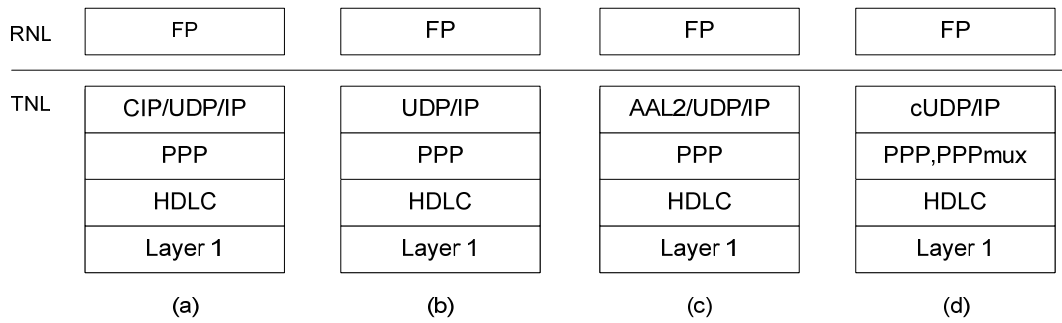 RNL FP FP FP FP
TNL CIP/UDP/IP UDP/IP AAL2/UDP/IP cUDP/IP
PPP PPP PPP PPP,PPPmux
HDLC HDLC HDLC HDLC
Layer 1 Layer 1 Layer 1 Layer 1
(a) (b) (c) (d)